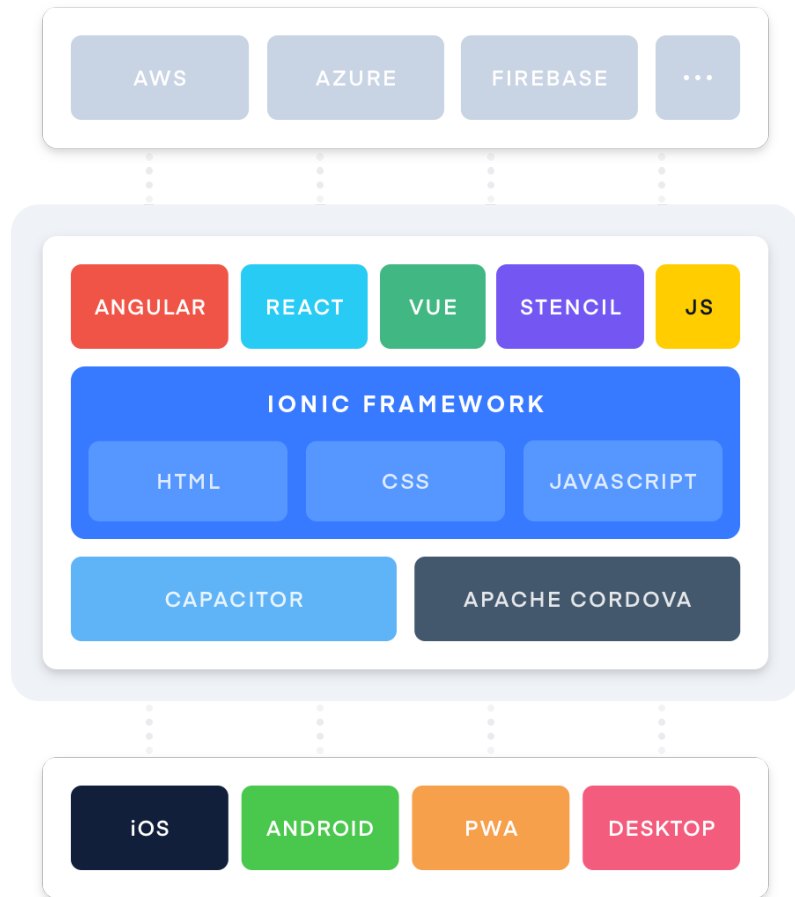 AWS AZURE FIREBASE ...
ANGULAR REACT VUE STENCIL JS
IONIC FRAMEWORK
HTML CSS JAVASCRIPT
CAPACITOR APACHE CORDOVA
iOS ANDROID PWA DESKTOP